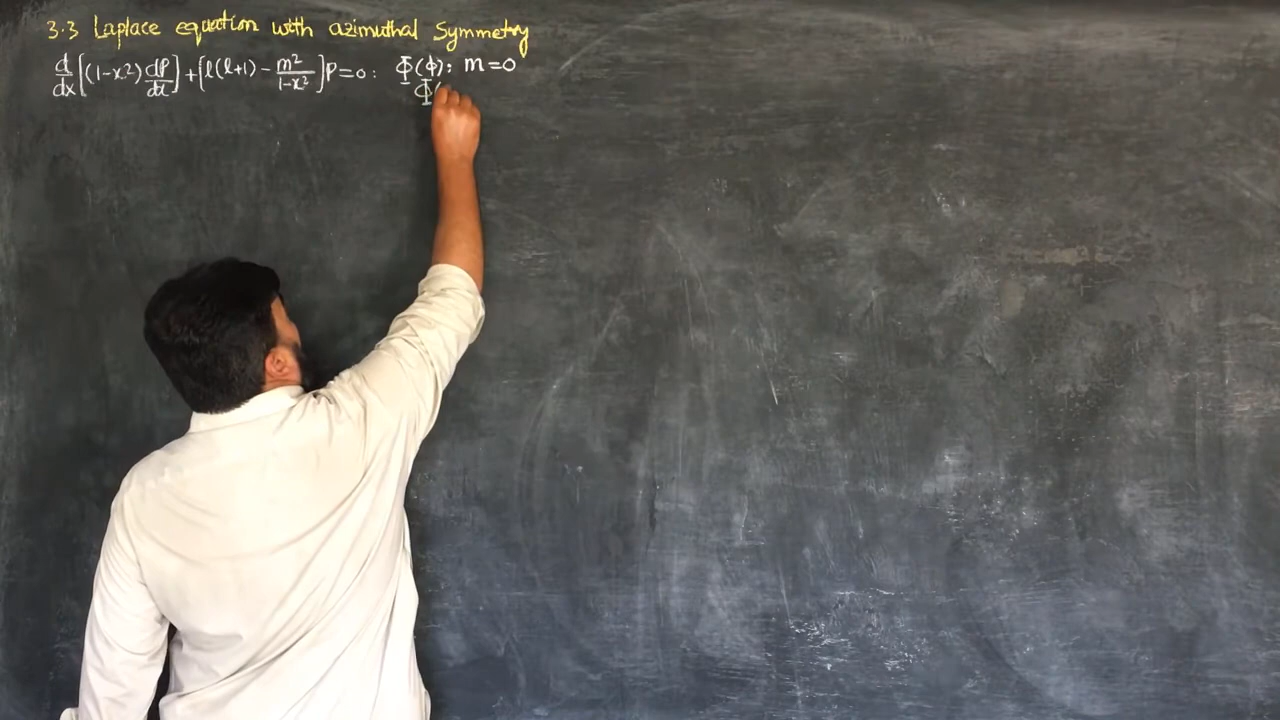 3.3 Laplace equation with azimuthal Symmetry
d/dx[(1-x²)dP/dx]+[l(l+1)-m²/1-x²]P=0: Φ(ϕ); m=0
Φ(